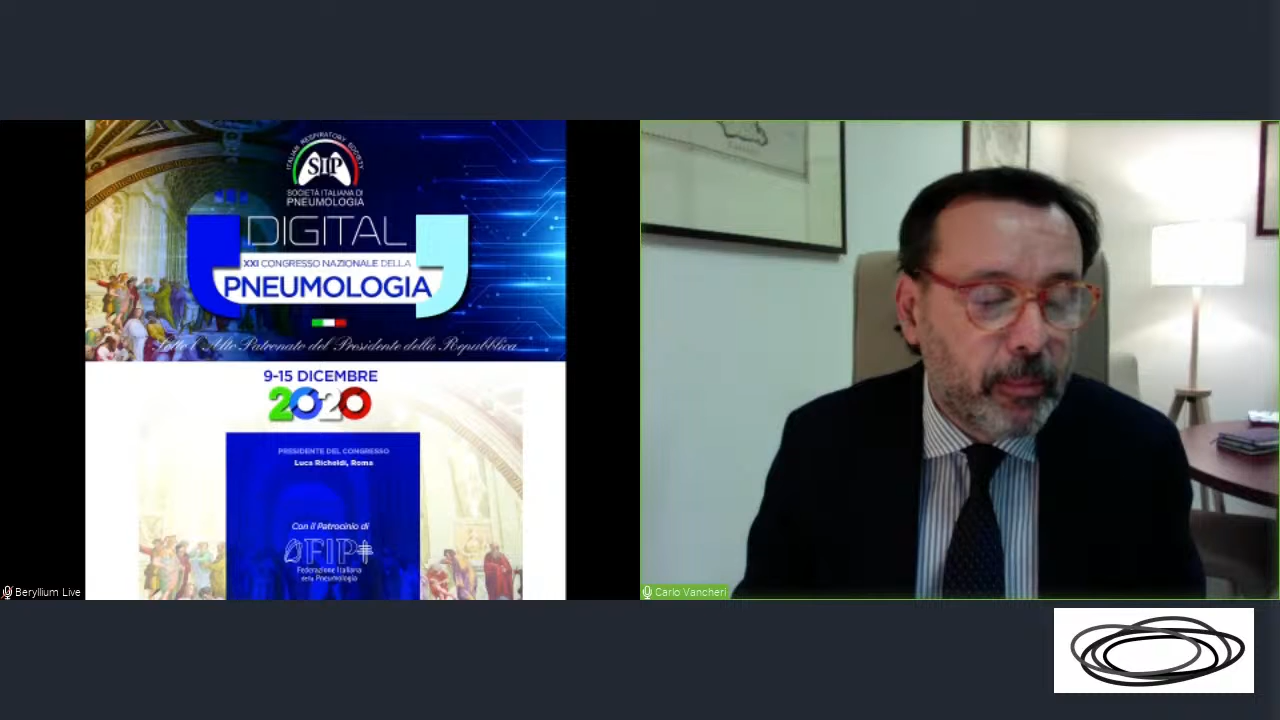 ITALIAN RESPIRATORY SOCIETY
SIP
SOCIETÀ ITALIANA DI
PNEUMOLOGIA
DIGITAL
XXI CONGRESSO NAZIONALE DELLA
PNEUMOLOGIA
Sotto l'Alto Patronato del Presidente della Repubblica
9-15 DICEMBRE
2020
PRESIDENTE DEL CONGRESSO
Luca Richeldi, Roma
Con il Patrocinio di
FIP
Federazione Italiana
della Pneumologia
Beryllium Live
Carlo Vancheri